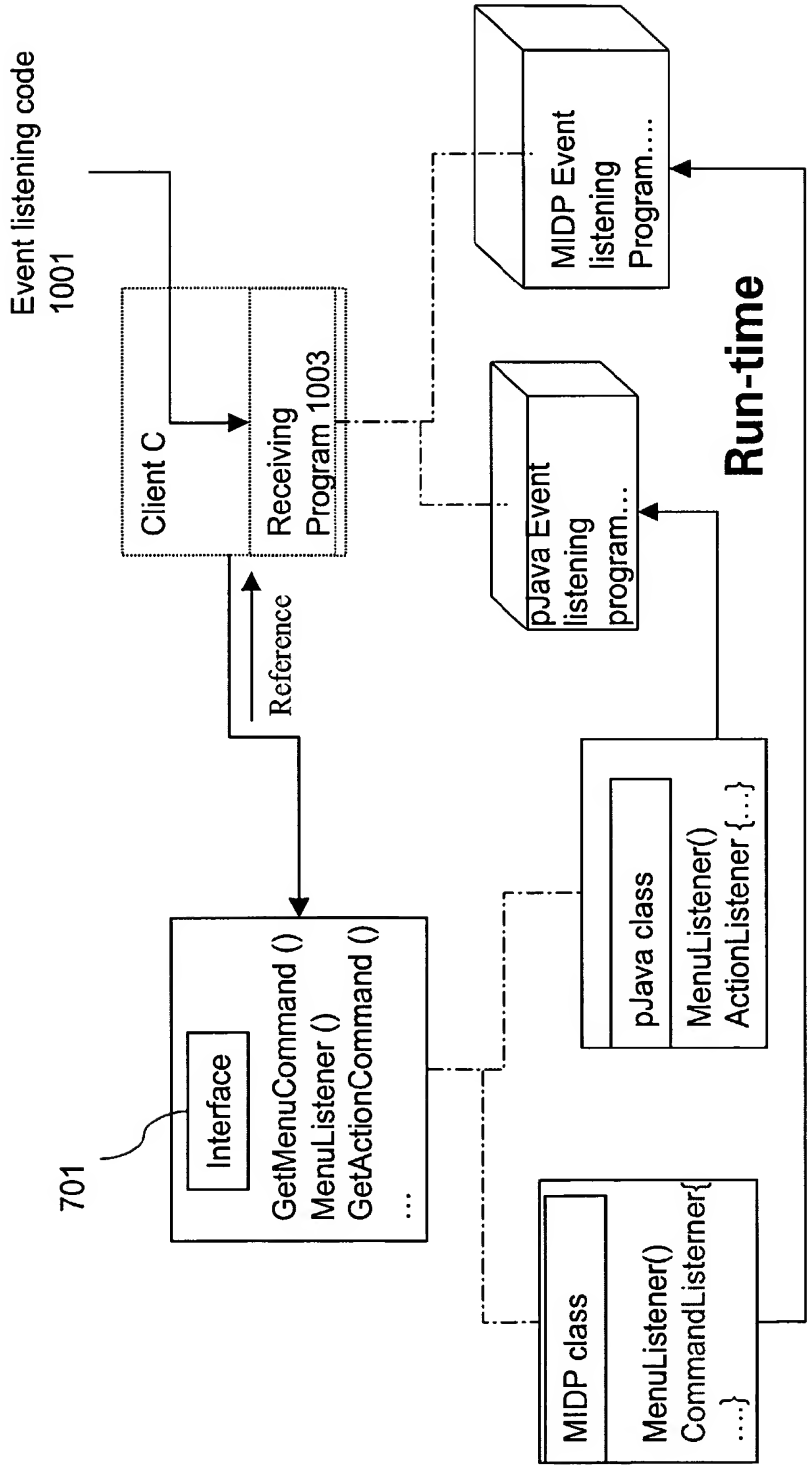 Event listening code
1001
701
Interface
GetMenuCommand ()
MenuListener ()
GetActionCommand ()
...
Reference
Client C
Receiving
Program 1003
MIDP class
MenuListener()
CommandListerner{
....}
pJava class
MenuListener()
ActionListener {...}
pJava Event
listening
program...
MIDP Event
listening
Program....
Run-time